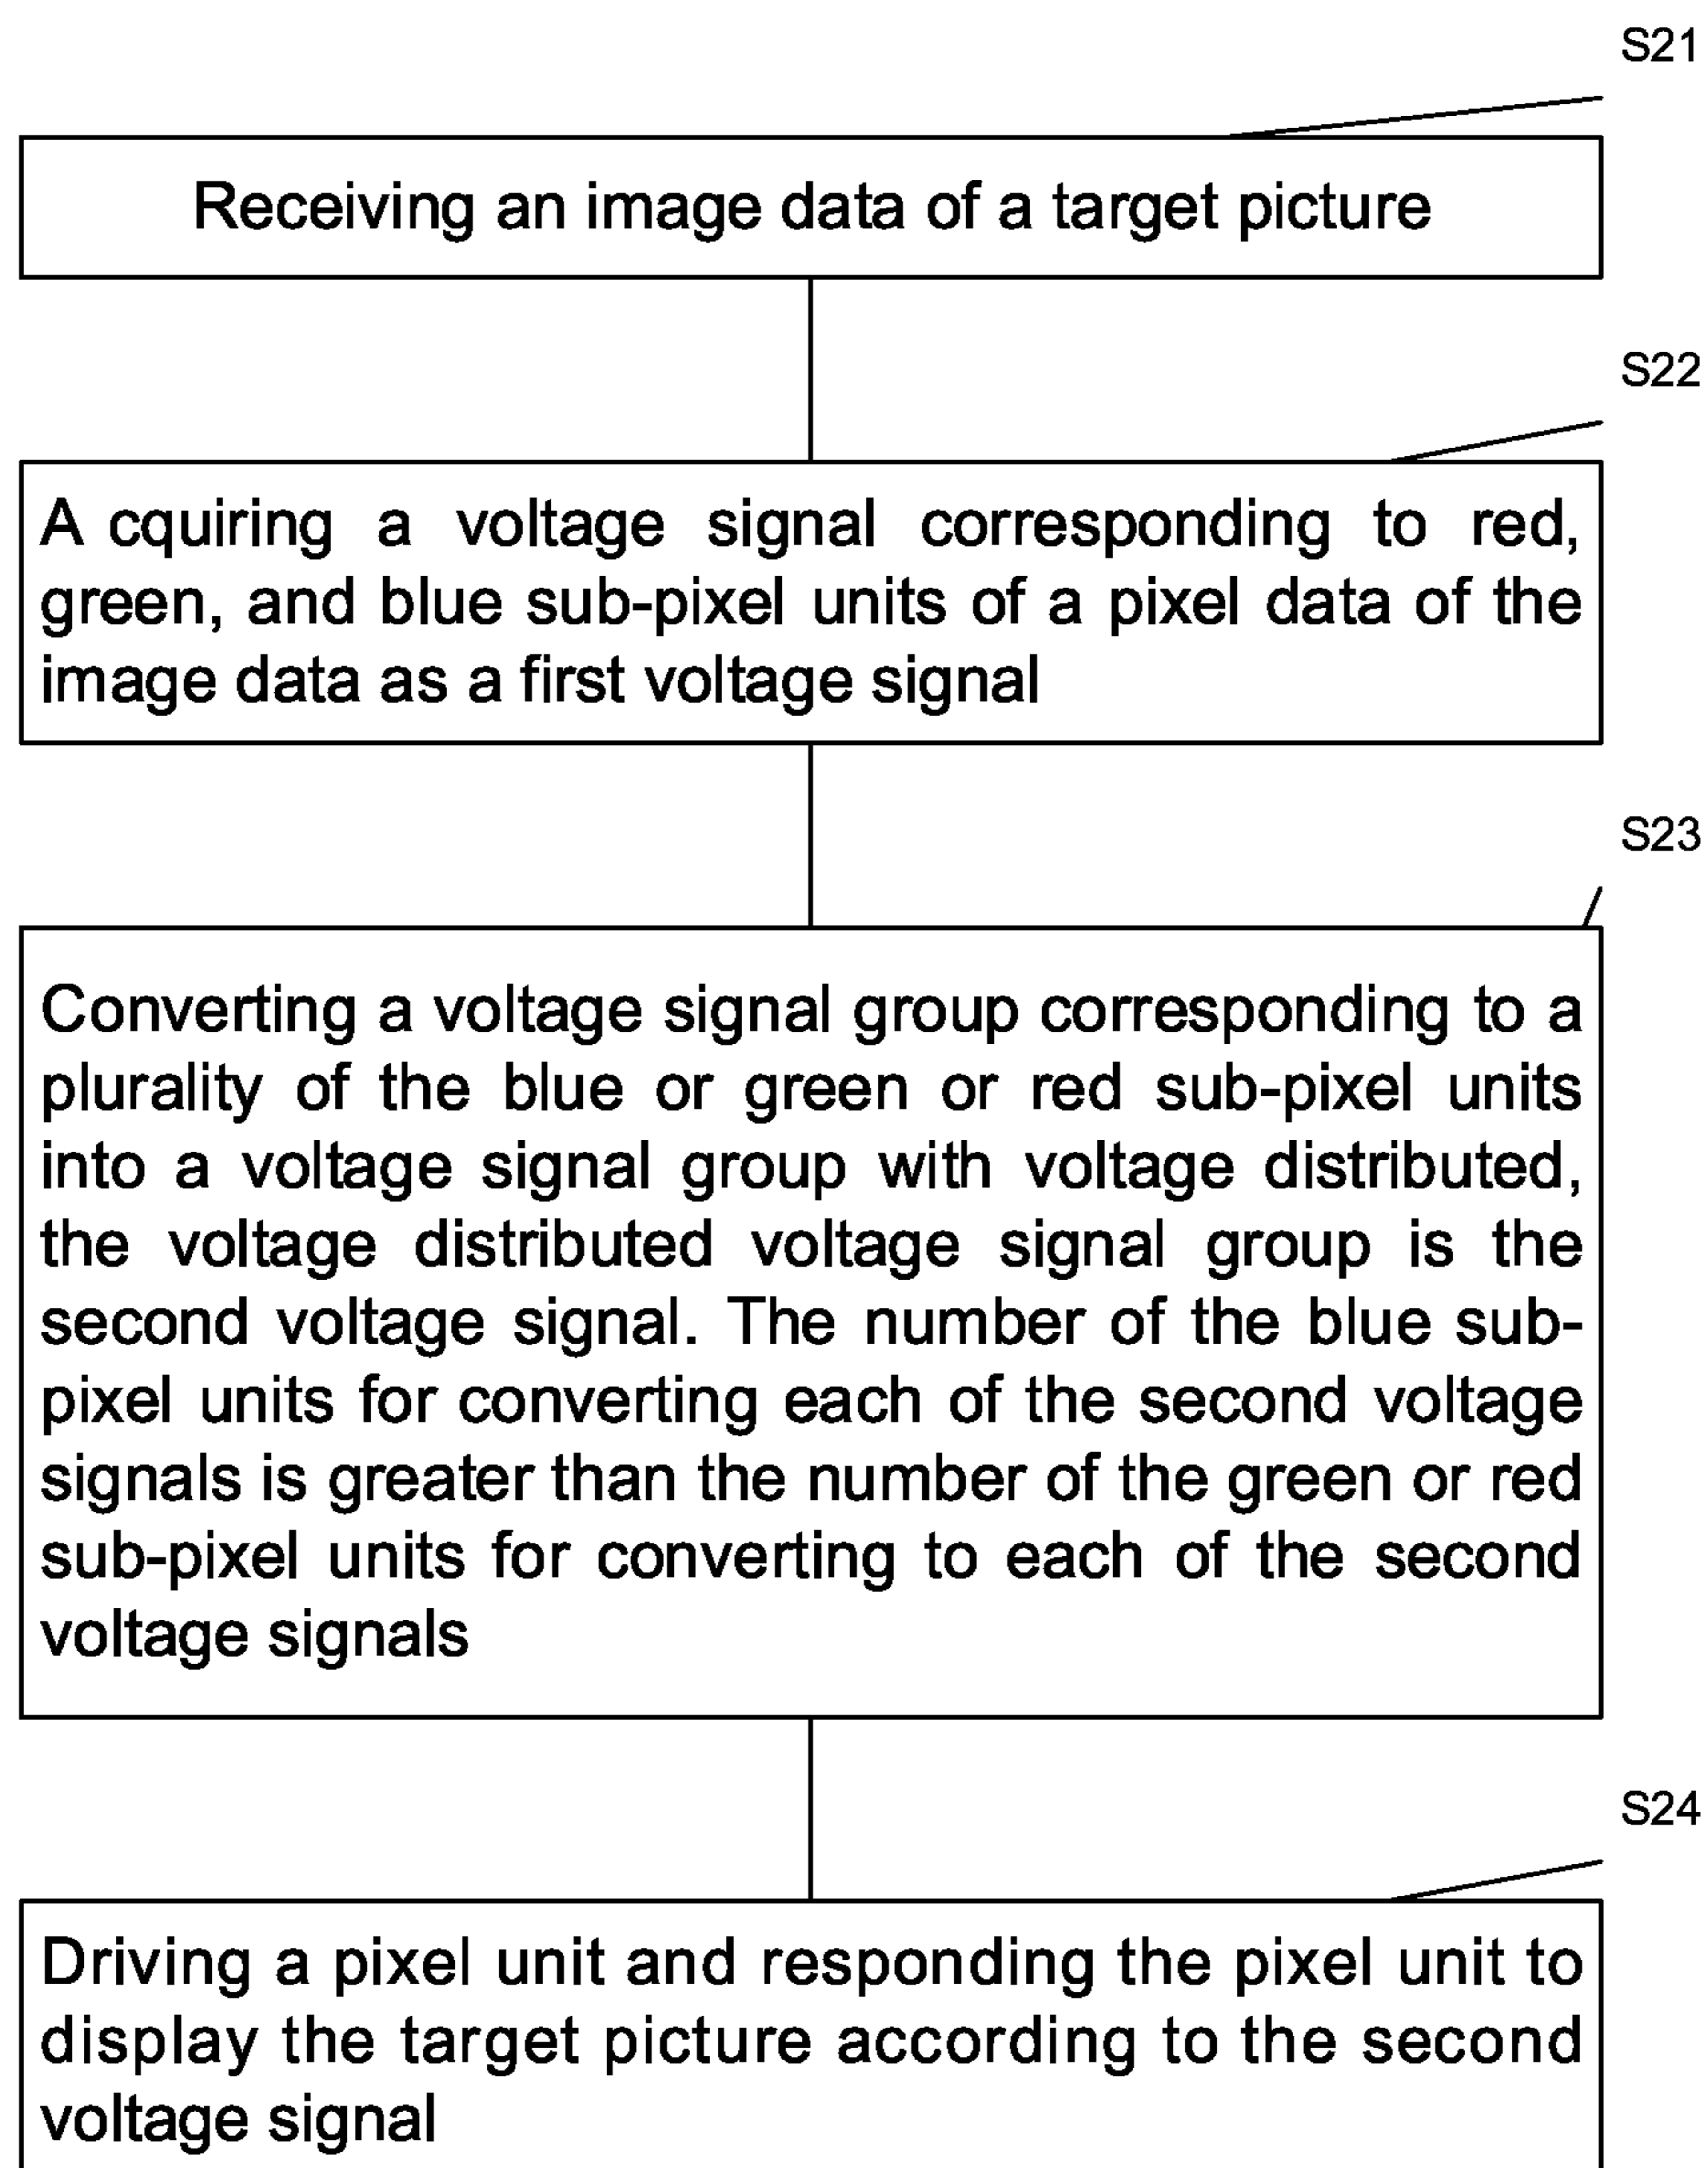 S21
Receiving an image data of a target picture
S22
A cquiring a voltage signal corresponding to red,
green, and blue sub-pixel units of a pixel data of the
image data as a first voltage signal
S23
Converting a voltage signal group corresponding to a
plurality of the blue or green or red sub-pixel units
into a voltage signal group with voltage distributed,
the voltage distributed voltage signal group is the
second voltage signal. The number of the blue sub-
pixel units for converting each of the second voltage
signals is greater than the number of the green or red
sub-pixel units for converting to each of the second
voltage signals
S24
Driving a pixel unit and responding the pixel unit to
display the target picture according to the second
voltage signal